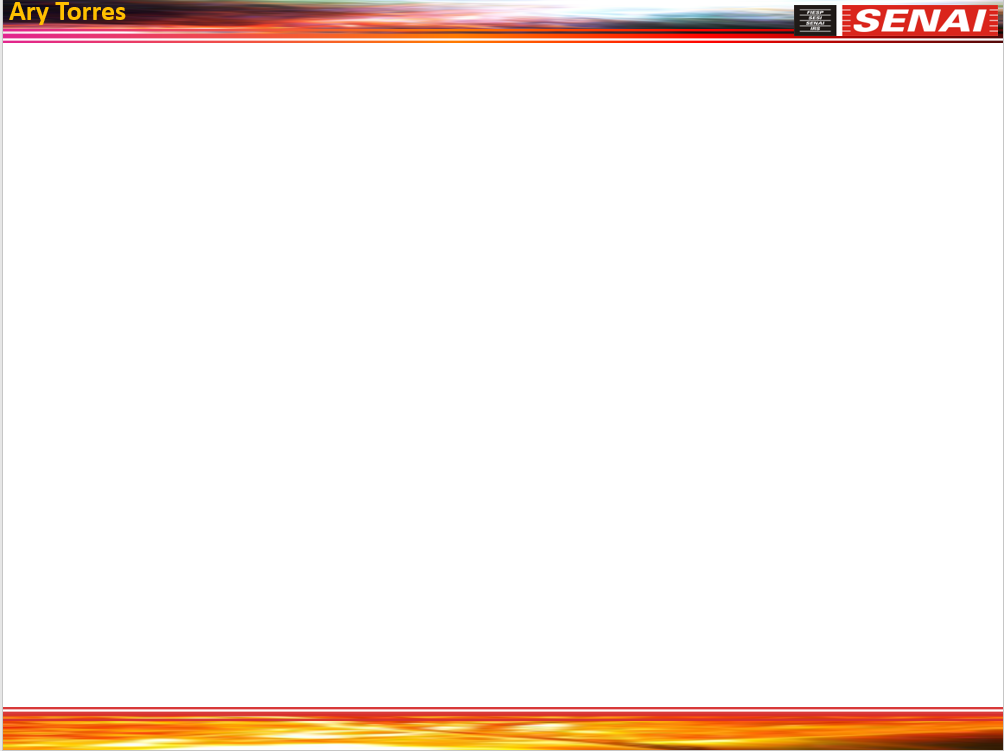 Ary Torres
FIESP
SESI
SENAI
IRS
SENAI